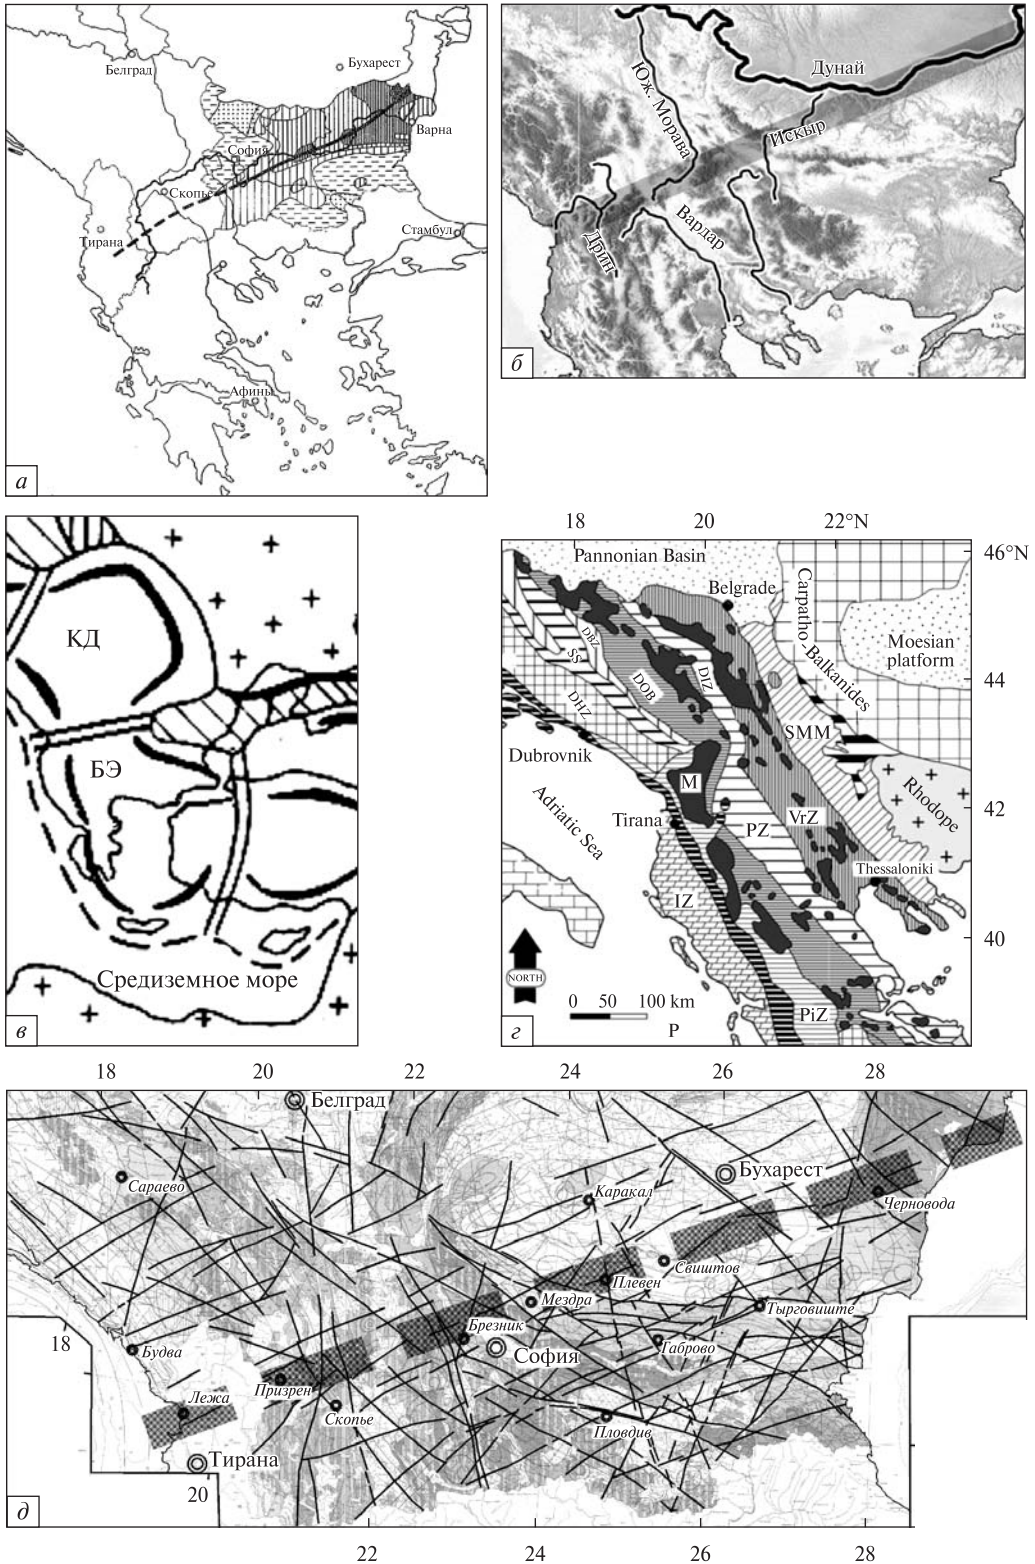 Белград
Бухарест
Варна
София
Скопье
Тирана
Стамбул
Афины
а
Дунай
Юж. Морава
Искыр
Вардар
Дрин
б
КД
БЭ
Средиземное море
в
18 20 22°N
46°N
Pannonian Basin
Belgrade
Carpatho-Balkanides
Moesian
platform
DBZ
SS
DOB
DIZ
DHZ
44
SMM
Dubrovnik
M
Rhodope
42
Adriatic Sea
Tirana
PZ
VrZ
Thessaloniki
IZ
40
NORTH
0 50 100 km
P
PiZ
г
18 20 22 24 26 28
Белград
Сараево
Каракал
Бухарест
Черновода
Свиштов
Плевен
Мездра
Тырговиште
Брезник
18
Будва
София
Габрово
Призрен
Лежа
Скопье
Пловдив
Тирана
20
д
22 24 26 28